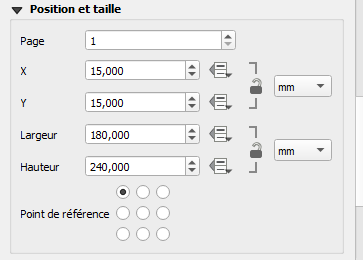 Position et taille
Page 1
X 15,000
mm
Y 15,000
Largeur 180,000
mm
Hauteur 240,000
Point de référence